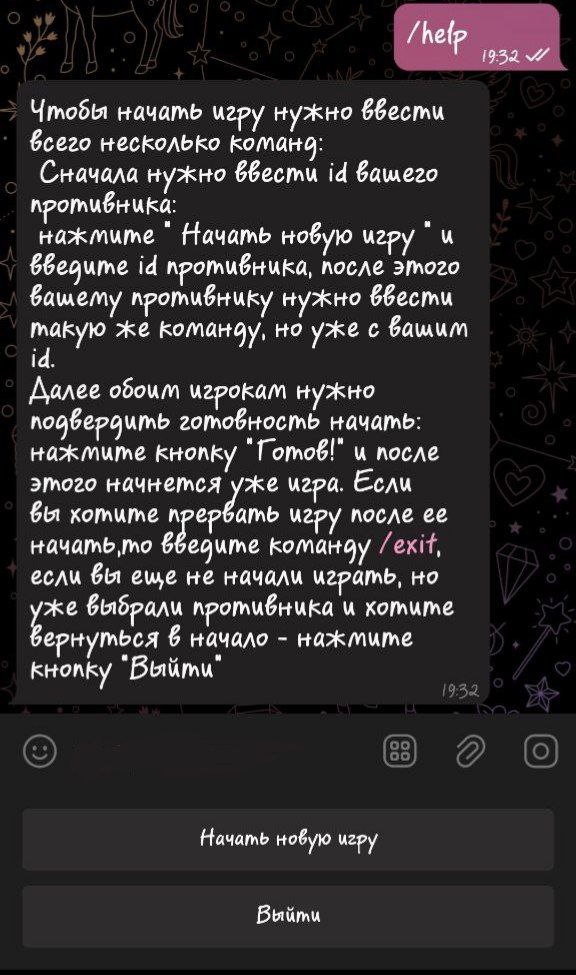 /help
19:32
Чтобы начать игру нужно ввести
всего несколько команд:
Сначала нужно ввести id вашего
противника:
нажмите " Начать новую игру " и
введите id противника, после этого
вашему противнику нужно ввести
такую же команду, но уже с вашим
id.
Далее обоим игрокам нужно
подвердить готовность начать:
нажмите кнопку "Готов!" и после
этого начнется уже игра. Если
вы хотите прервать игру после ее
начать,то введите команду /exit,
если вы еще не начали играть, но
уже выбрали противника и хотите
вернуться в начало - нажмите
кнопку "Выйти"
19:32
Начать новую игру
Выйти